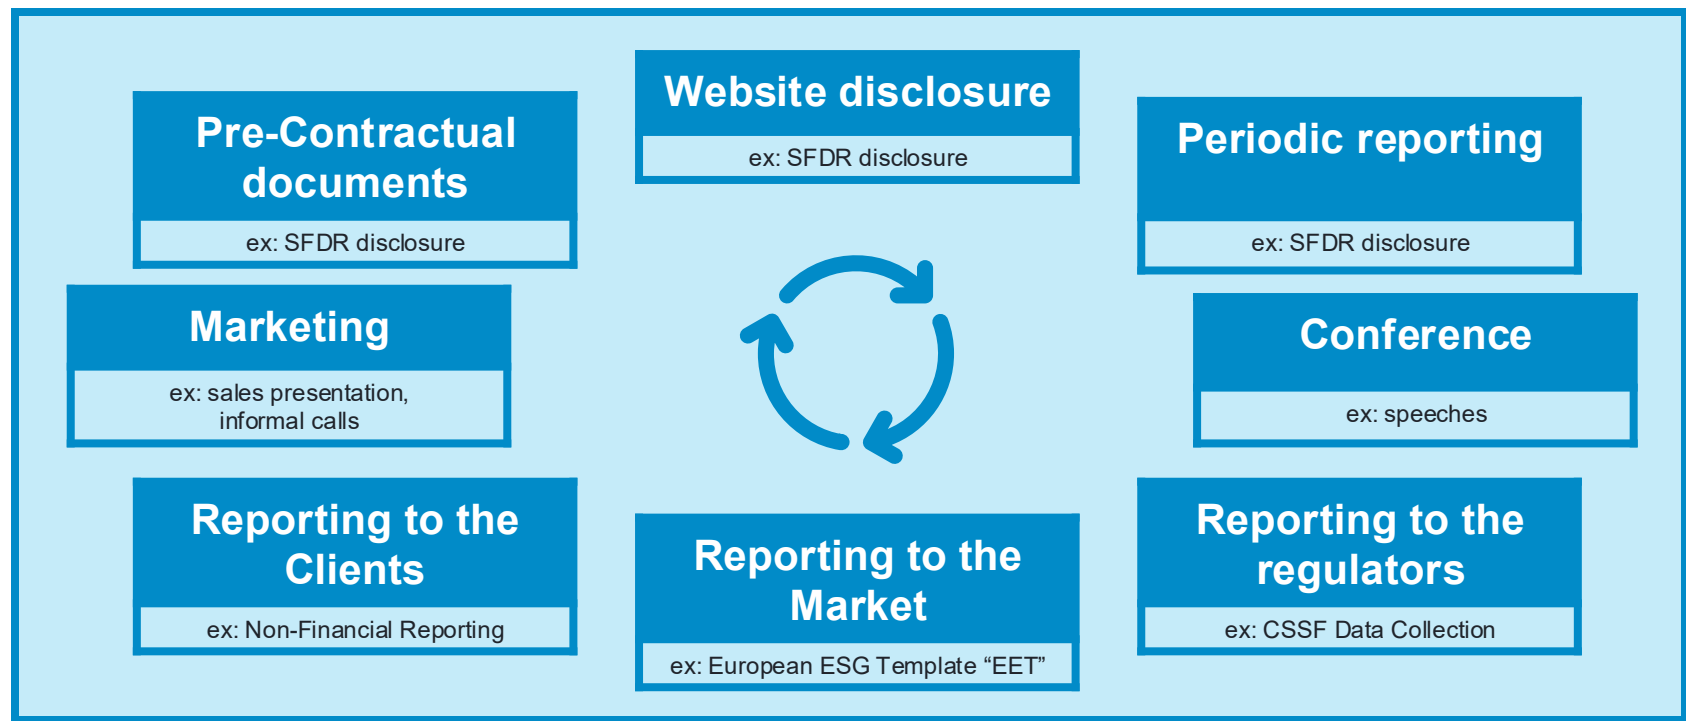 Website disclosure
ex: SFDR disclosure
Pre-Contractual
documents
ex: SFDR disclosure
Periodic reporting
ex: SFDR disclosure
Marketing
ex: sales presentation,
informal calls
Conference
ex: speeches
Reporting to the
Clients
ex: Non-Financial Reporting
Reporting to the
Market
ex: European ESG Template “EET”
Reporting to the
regulators
ex: CSSF Data Collection